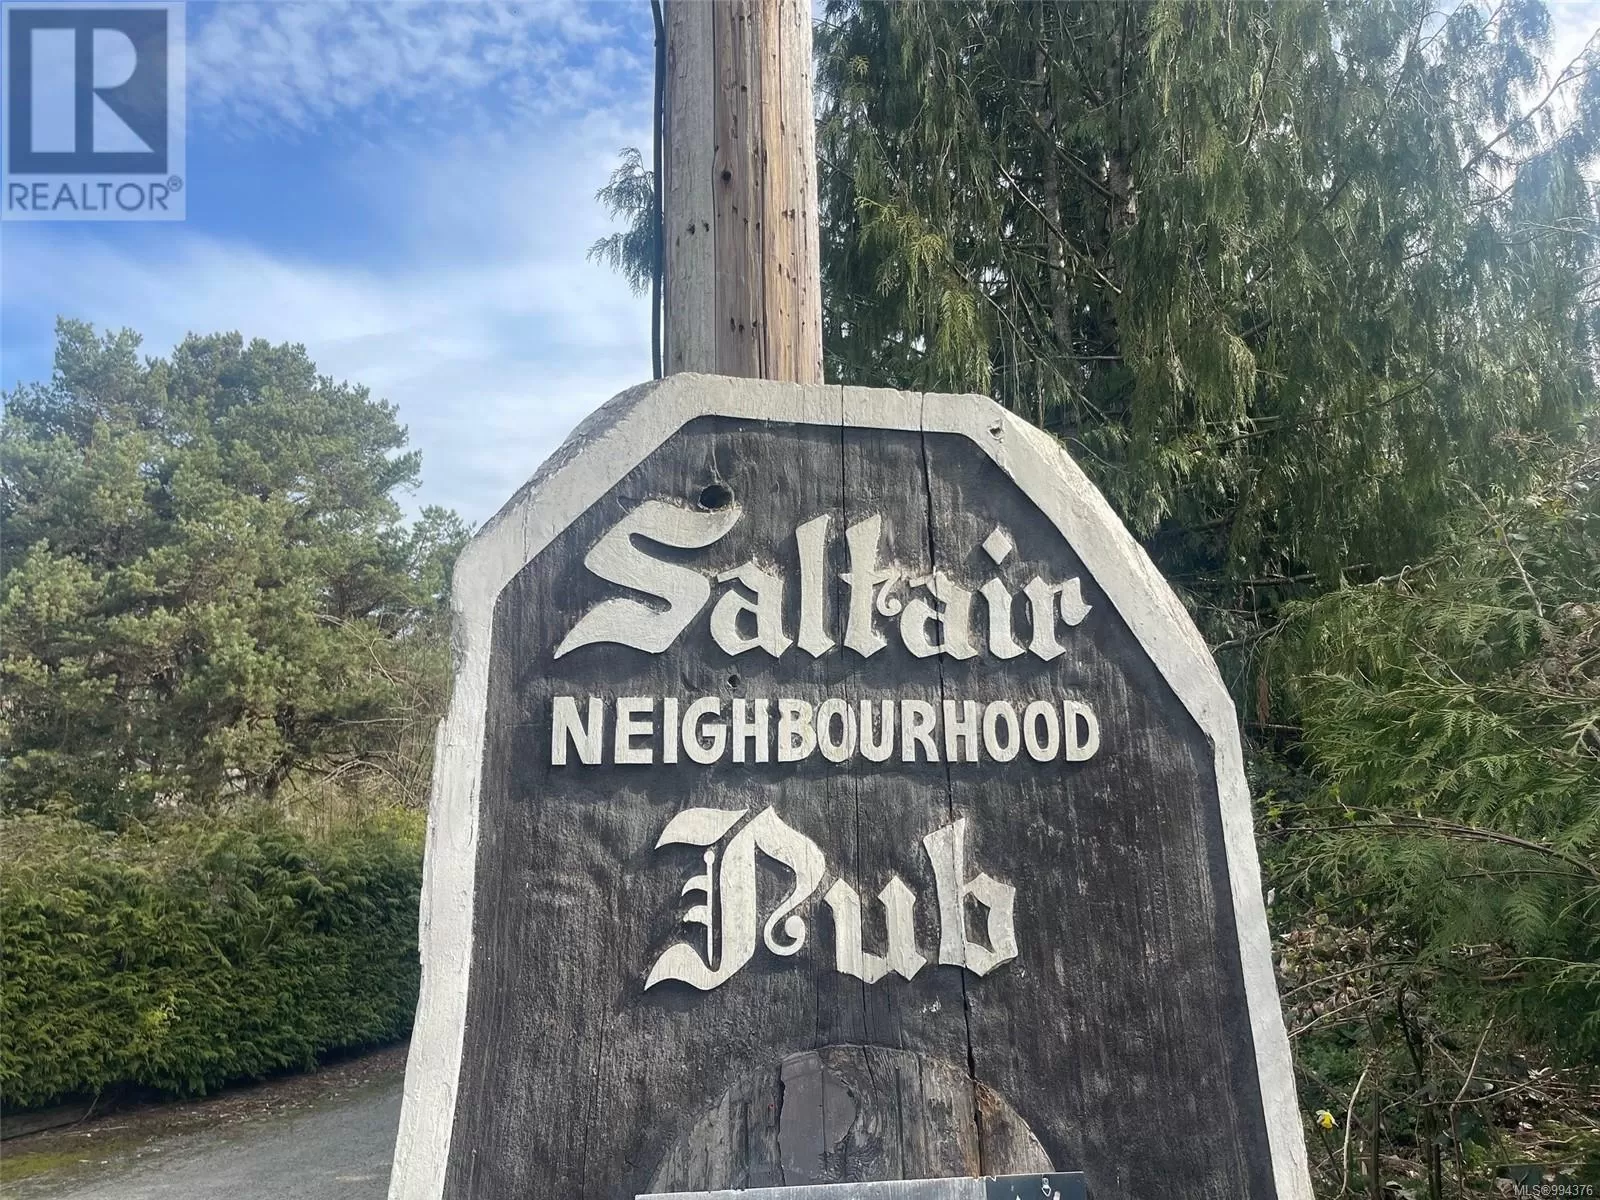 REALTOR®
Saltair
NEIGHBOURHOOD
Pub
MLS®994376